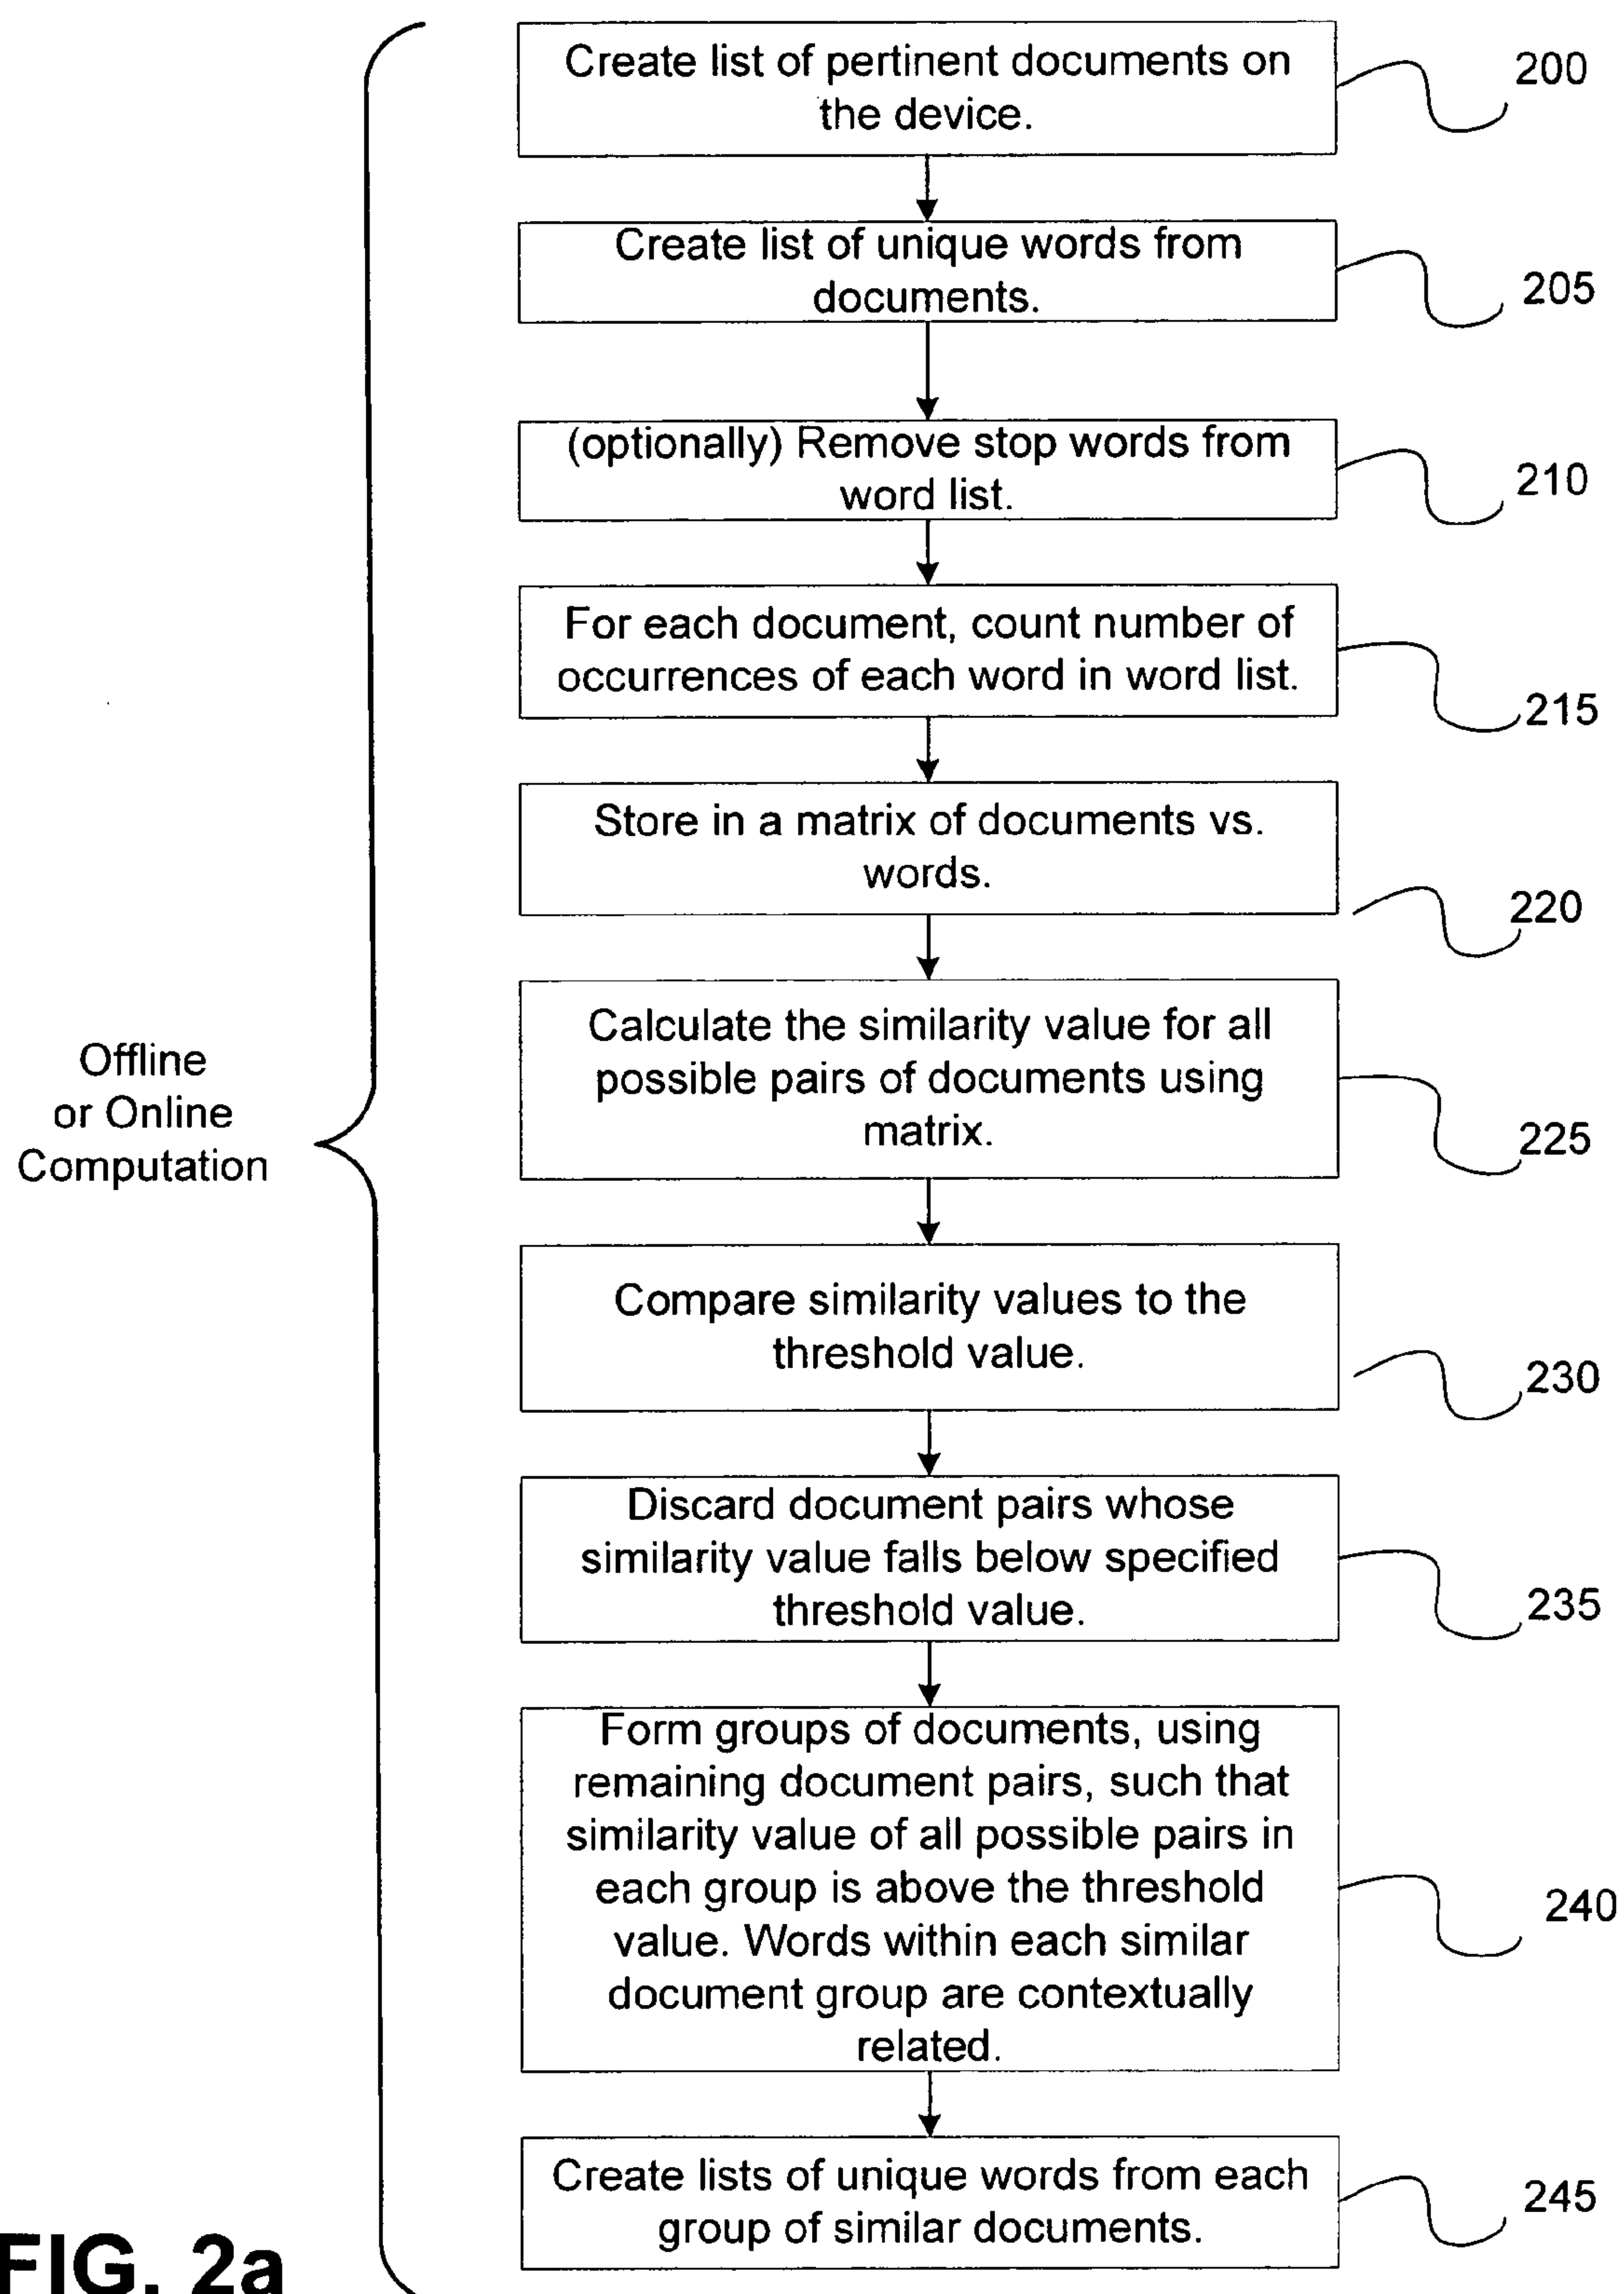 Create list of pertinent documents on
the device.
200
Create list of unique words from
documents.
205
(optionally) Remove stop words from
word list.
210
For each document, count number of
occurrences of each word in word list.
215
Store in a matrix of documents vs.
words.
220
Calculate the similarity value for all
possible pairs of documents using
matrix.
225
Offline
or Online
Computation
Compare similarity values to the
threshold value.
230
Discard document pairs whose
similarity value falls below specified
threshold value.
235
Form groups of documents, using
remaining document pairs, such that
similarity value of all possible pairs in
each group is above the threshold
value. Words within each similar
document group are contextually
related.
240
Create lists of unique words from each
group of similar documents.
245
FIG. 2a